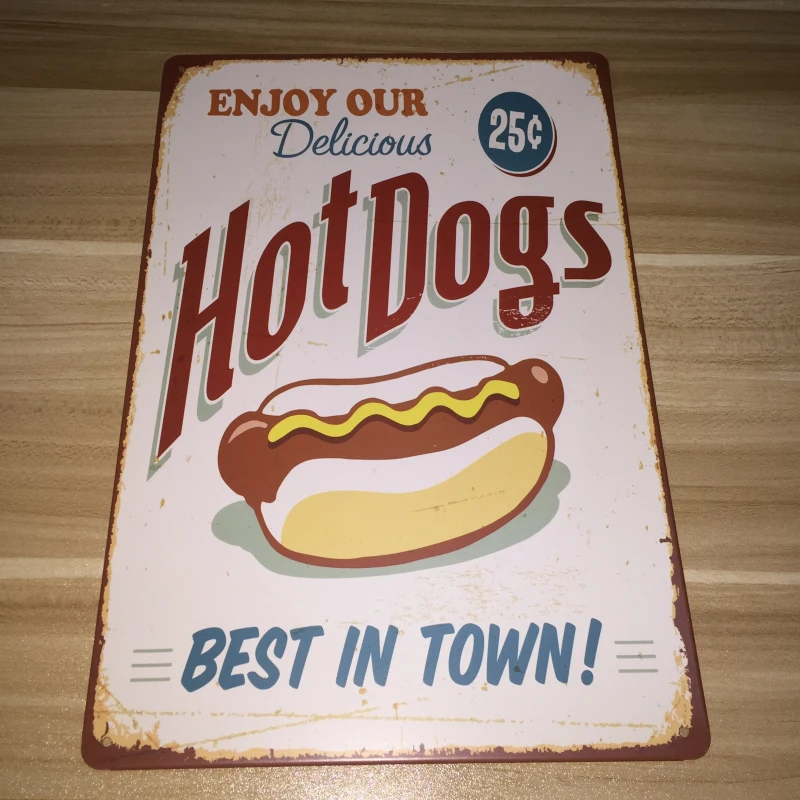 ENJOY OUR
Delicious
25¢
Hot Dogs
BEST IN TOWN!